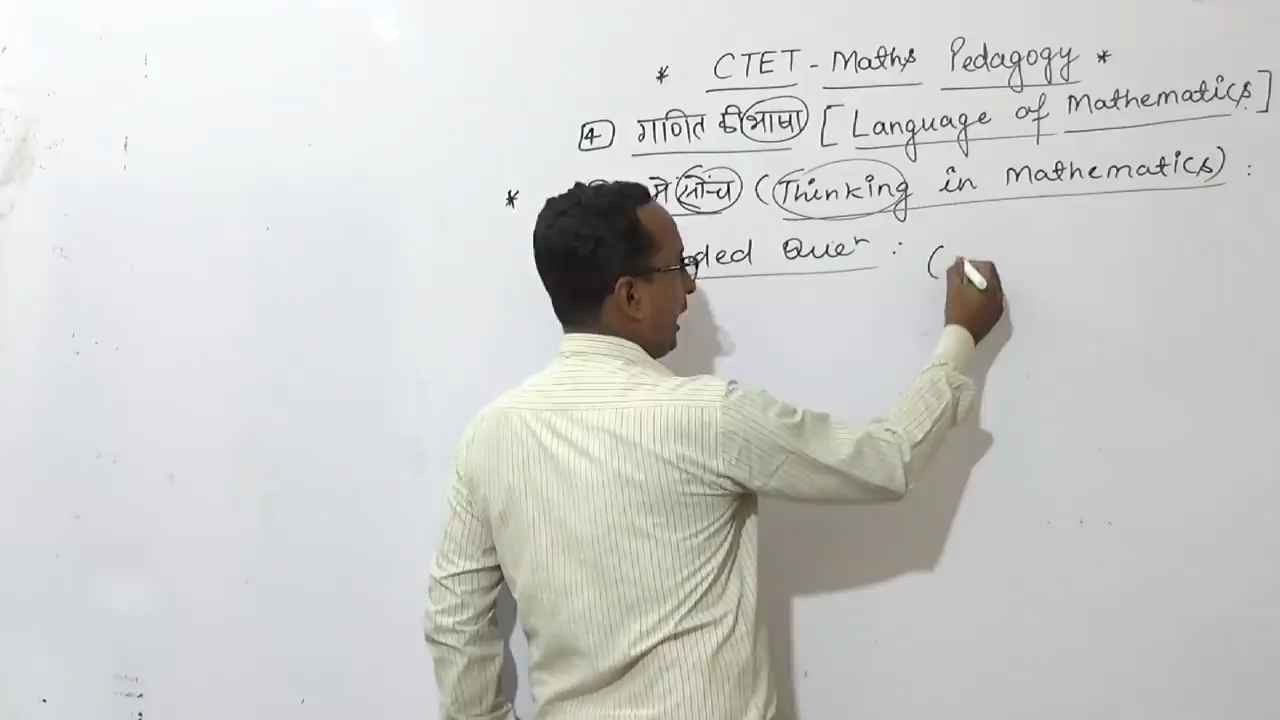 * CTET - Maths Pedagogy *
4 गणित की भाषा [Language of Mathematics]
* में सोंच (Thinking in Mathematics) :
ded Quer : (